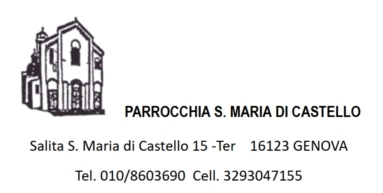 PARROCCHIA S. MARIA DI CASTELLO
Salita S. Maria di Castello 15 -Ter 16123 GENOVA
Tel. 010/8603690 Cell. 3293047155